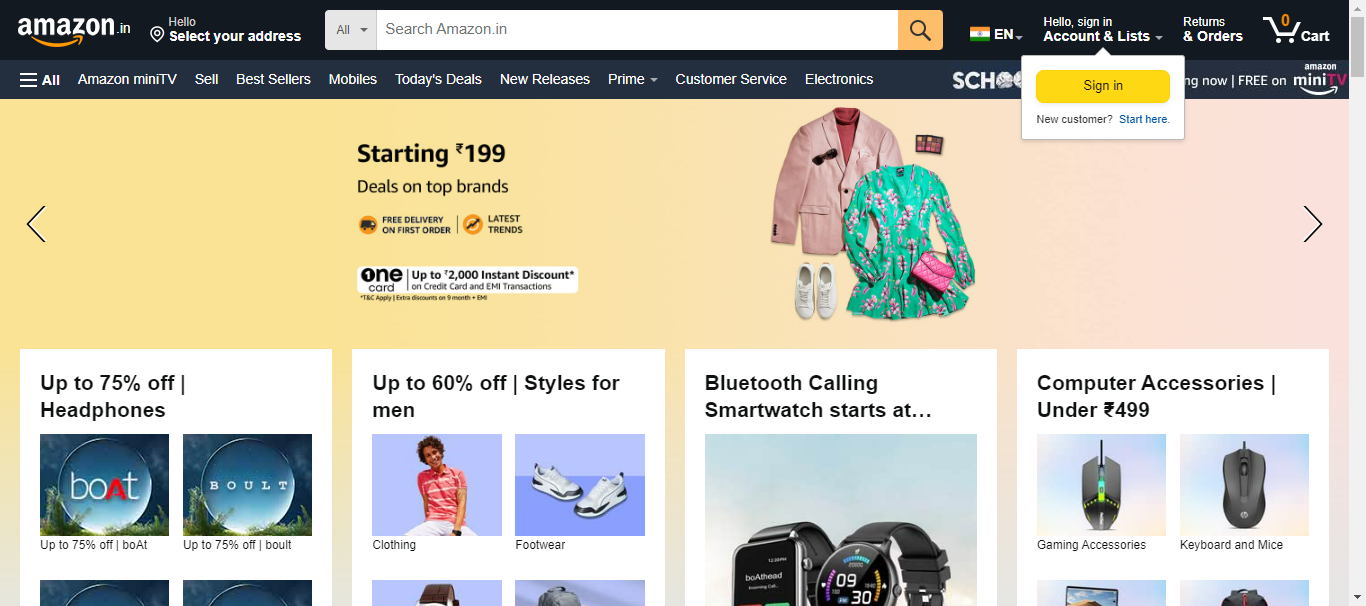 amazon.in
Hello
Select your address
All
Search Amazon.in
EN
Hello, sign in
Account & Lists
Returns
& Orders
0
Cart
All
Amazon miniTV
Sell
Best Sellers
Mobiles
Today's Deals
New Releases
Prime
Customer Service
Electronics
ng now | FREE on
amazon
miniTV
Sign in
New customer? Start here.
Starting ₹199
Deals on top brands
FREE DELIVERY
ON FIRST ORDER
LATEST
TRENDS
one
card
Up to ₹2,000 Instant Discount*
on Credit Card and EMI Transactions
*T&C Apply | Extra discounts on 9 month + EMI
Up to 75% off |
Headphones
boAt
BOULT
Up to 75% off | boAt
Up to 75% off | boult
Up to 60% off | Styles for
men
Clothing
Footwear
Bluetooth Calling
Smartwatch starts at…
boAthead
Incoming Call...
09
30
Computer Accessories |
Under ₹499
hp
Gaming Accessories
Keyboard and Mice